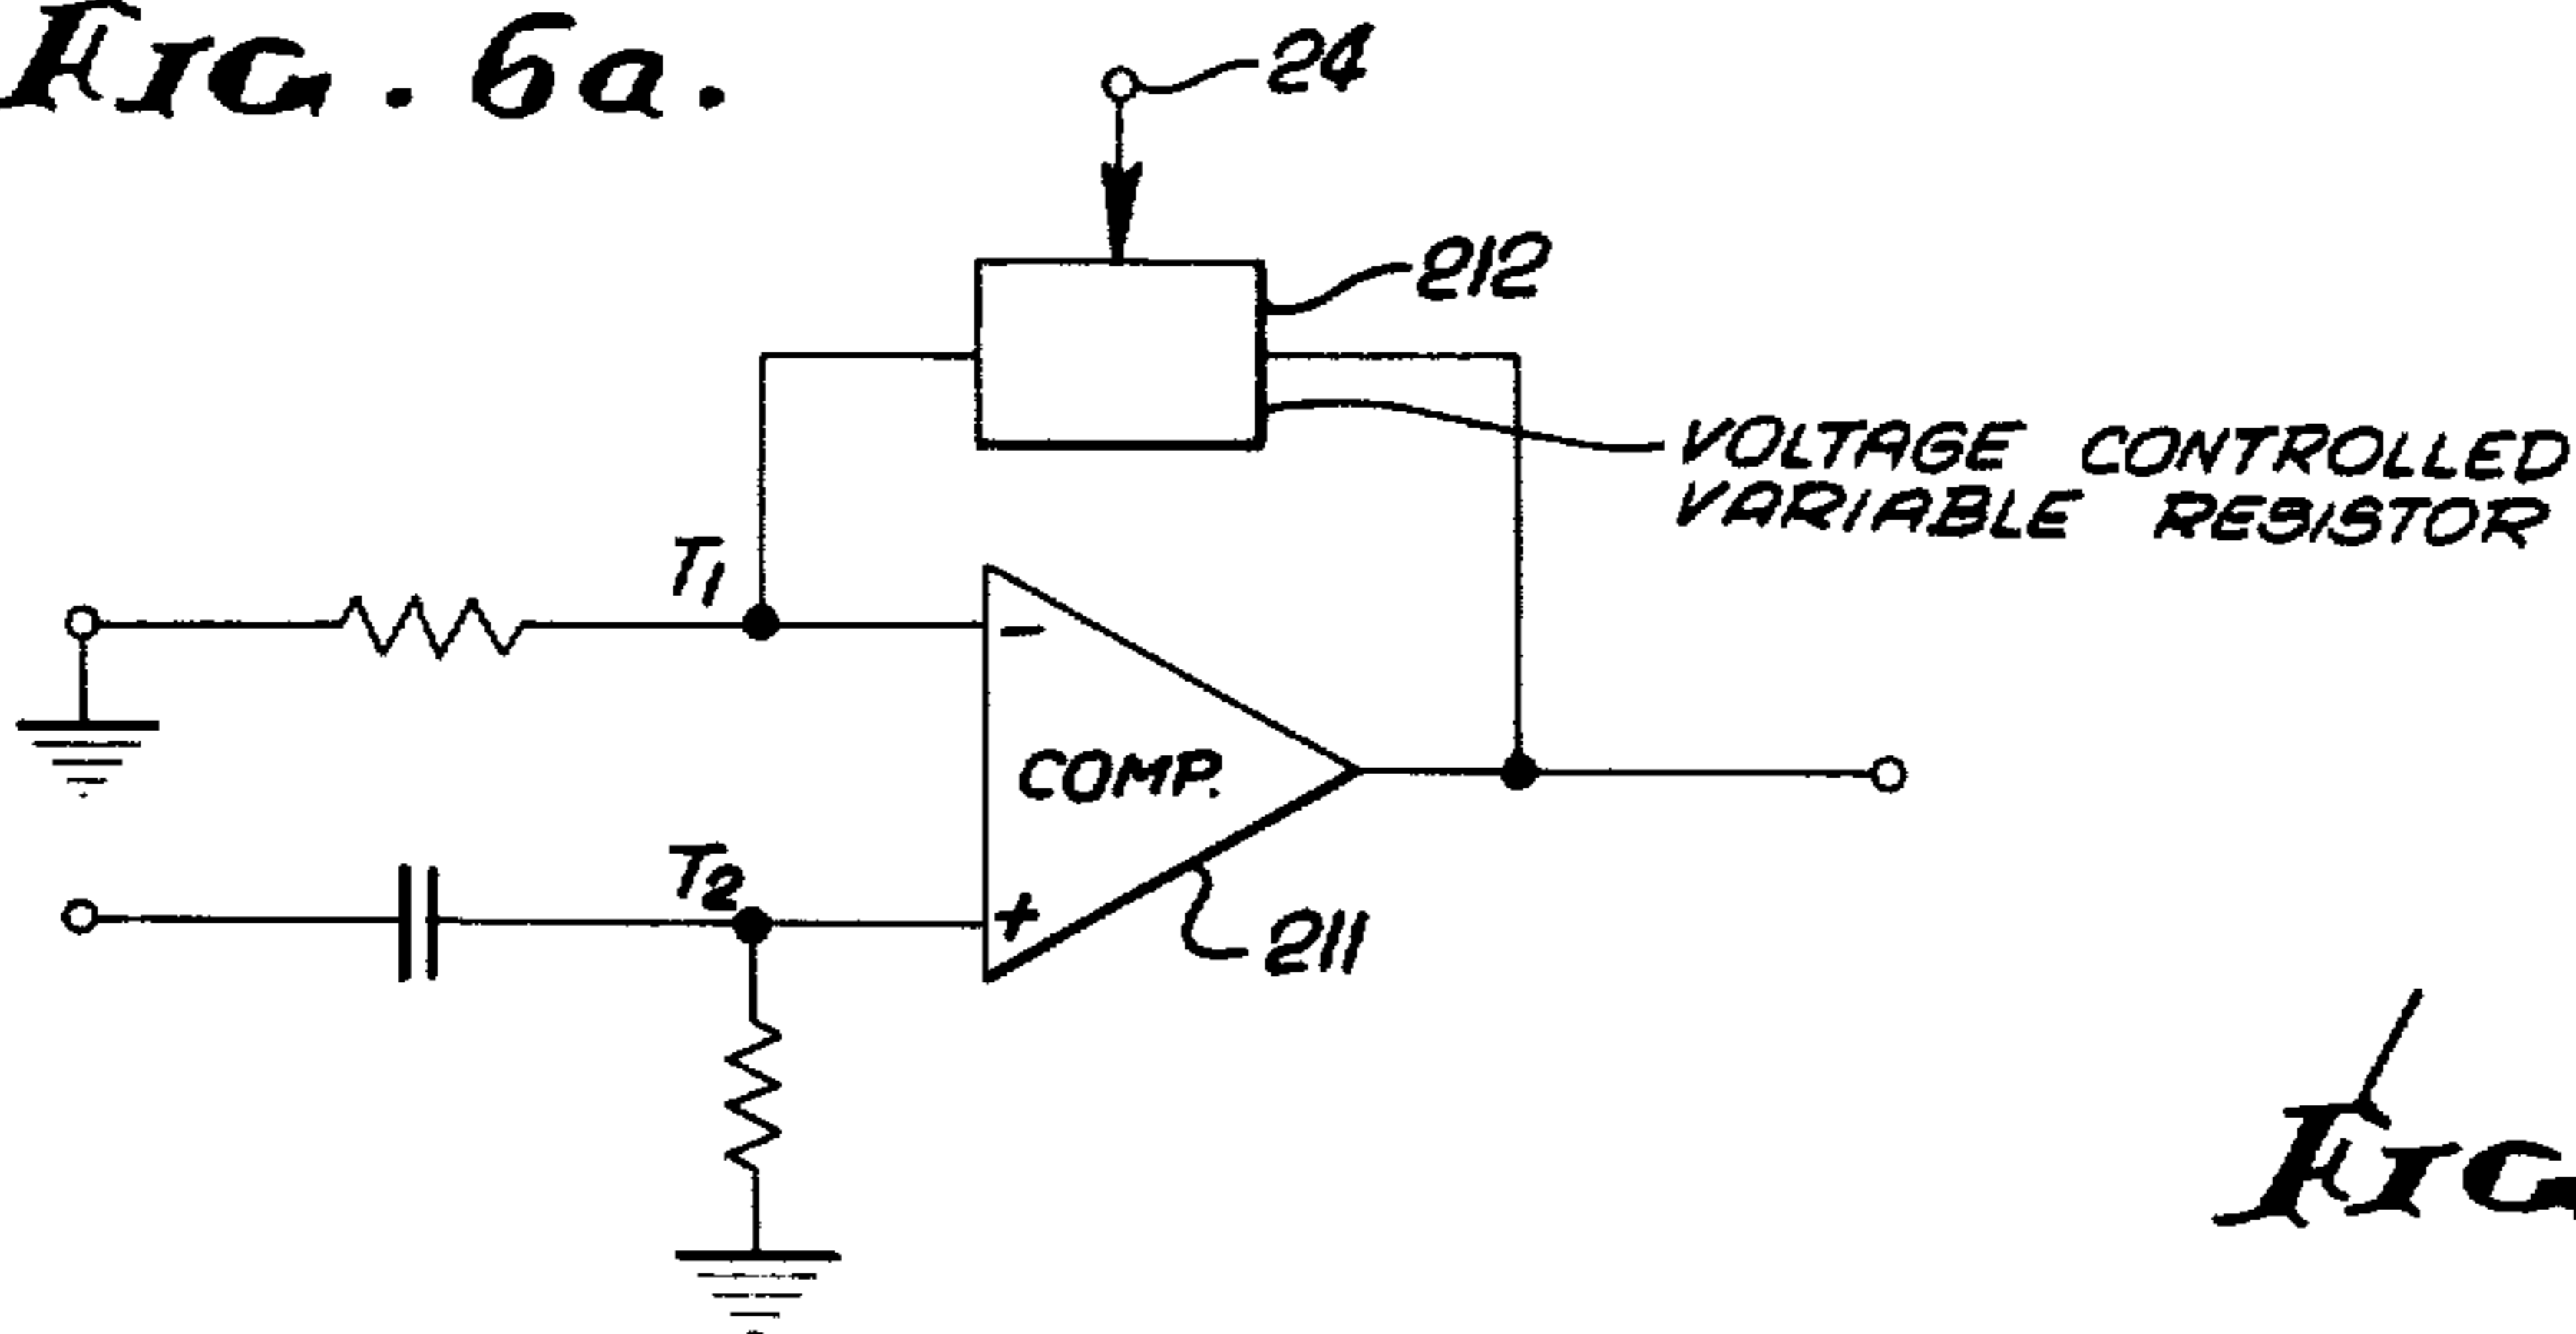 FIG. 6a.
24
212
VOLTAGE CONTROLLED
VARIABLE RESISTOR
T1
-
COMP.
T2
+
211
FIG